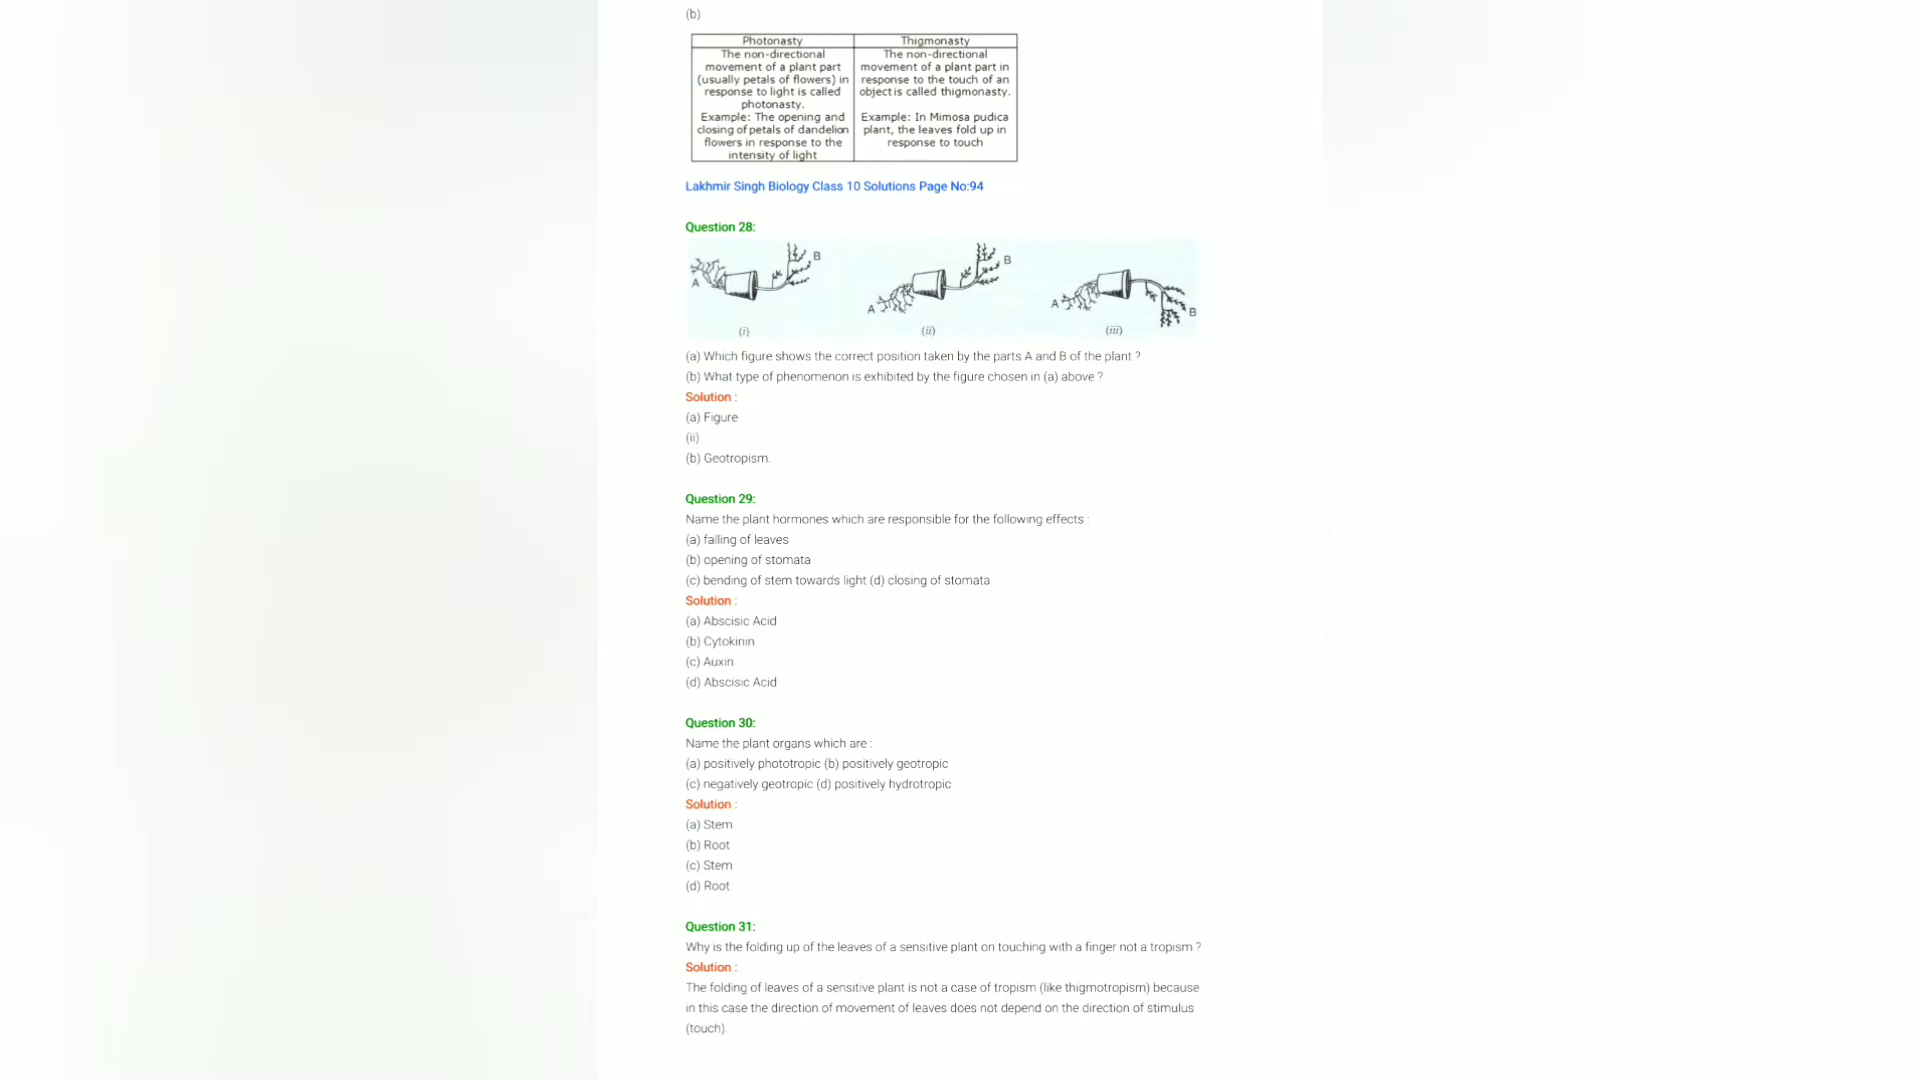 (b)
Photonasty
The non-directional
movement of a plant part
(usually petals of flowers) in
response to light is called
photonasty.
Example: The opening and
closing of petals of dandelion
flowers in response to the
intensity of light
Thigmonasty
The non-directional
movement of a plant part in
response to the touch of an
object is called thigmonasty.
Example: In Mimosa pudica
plant, the leaves fold up in
response to touch
Lakhmir Singh Biology Class 10 Solutions Page No:94
Question 28:
A B
(i)
A B
(ii)
A B
(iii)
(a) Which figure shows the correct position taken by the parts A and B of the plant ?
(b) What type of phenomenon is exhibited by the figure chosen in (a) above ?
Solution :
(a) Figure
(ii)
(b) Geotropism.
Question 29:
Name the plant hormones which are responsible for the following effects :
(a) falling of leaves
(b) opening of stomata
(c) bending of stem towards light (d) closing of stomata
Solution :
(a) Abscisic Acid
(b) Cytokinin
(c) Auxin
(d) Abscisic Acid
Question 30:
Name the plant organs which are :
(a) positively phototropic (b) positively geotropic
(c) negatively geotropic (d) positively hydrotropic
Solution :
(a) Stem
(b) Root
(c) Stem
(d) Root
Question 31:
Why is the folding up of the leaves of a sensitive plant on touching with a finger not a tropism ?
Solution :
The folding of leaves of a sensitive plant is not a case of tropism (like thigmotropism) because
in this case the direction of movement of leaves does not depend on the direction of stimulus
(touch).